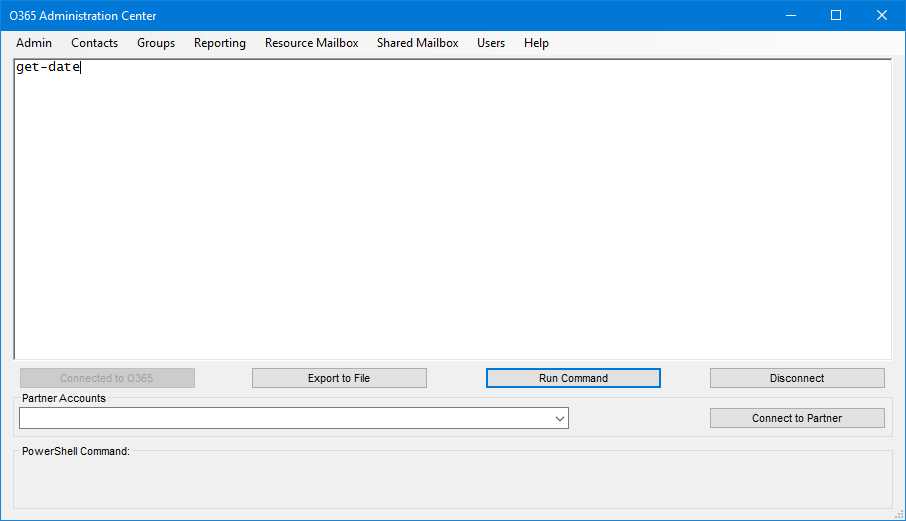 O365 Administration Center
Admin Contacts Groups Reporting Resource Mailbox Shared Mailbox Users Help
get-date
Connected to O365 Export to File Run Command Disconnect
Partner Accounts
Connect to Partner
PowerShell Command: